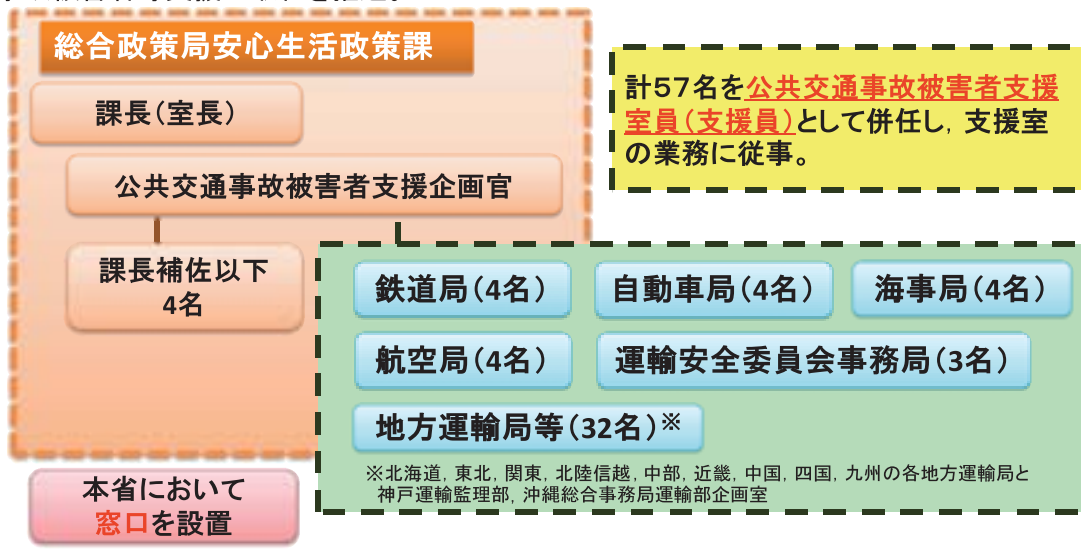 総合政策局安心生活政策課
課長(室長)
公共交通事故被害者支援企画官
課長補佐以下
4名
計57名を公共交通事故被害者支援
室員(支援員)として併任し, 支援室
の業務に従事。
鉄道局(4名)
自動車局(4名)
海事局(4名)
航空局(4名)
運輸安全委員会事務局(3名)
地方運輸局等(32名)※
※北海道, 東北, 関東, 北陸信越, 中部, 近畿, 中国, 四国, 九州の各地方運輸局と
神戸運輸監理部, 沖縄総合事務局運輸部企画室
本省において
窓口を設置